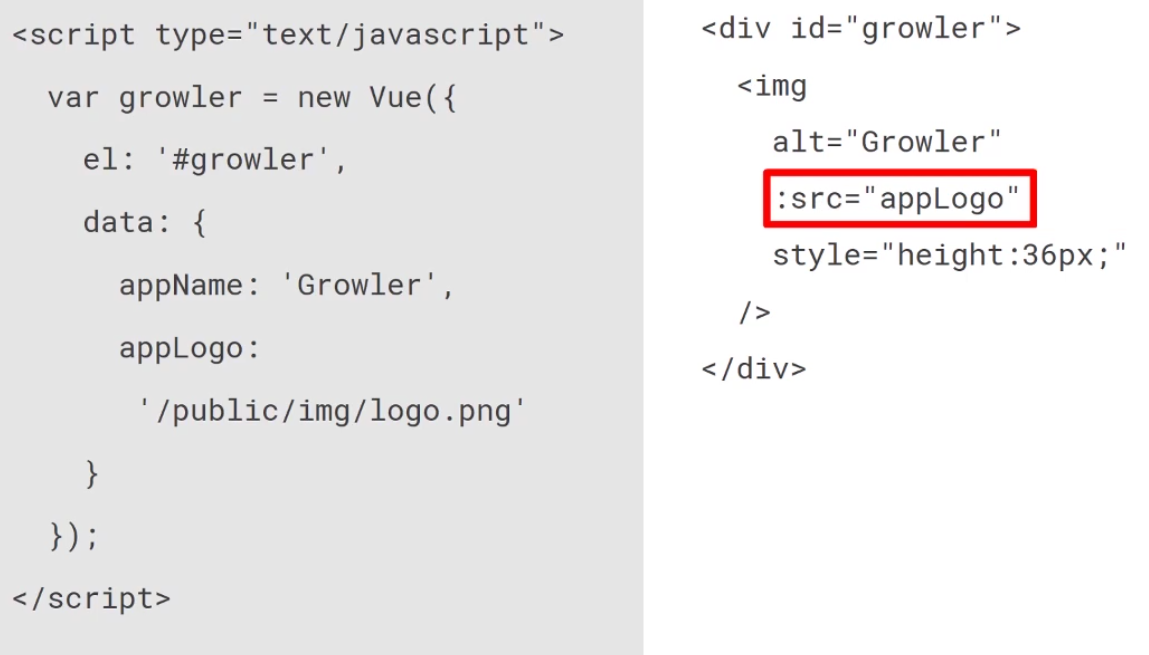 <script type="text/javascript">
var growler = new Vue({
el: '#growler',
data: {
appName: 'Growler',
appLogo:
'/public/img/logo.png'
}
});
</script>
<div id="growler">
<img
alt="Growler"
:src="appLogo"
style="height:36px;"
/>
</div>